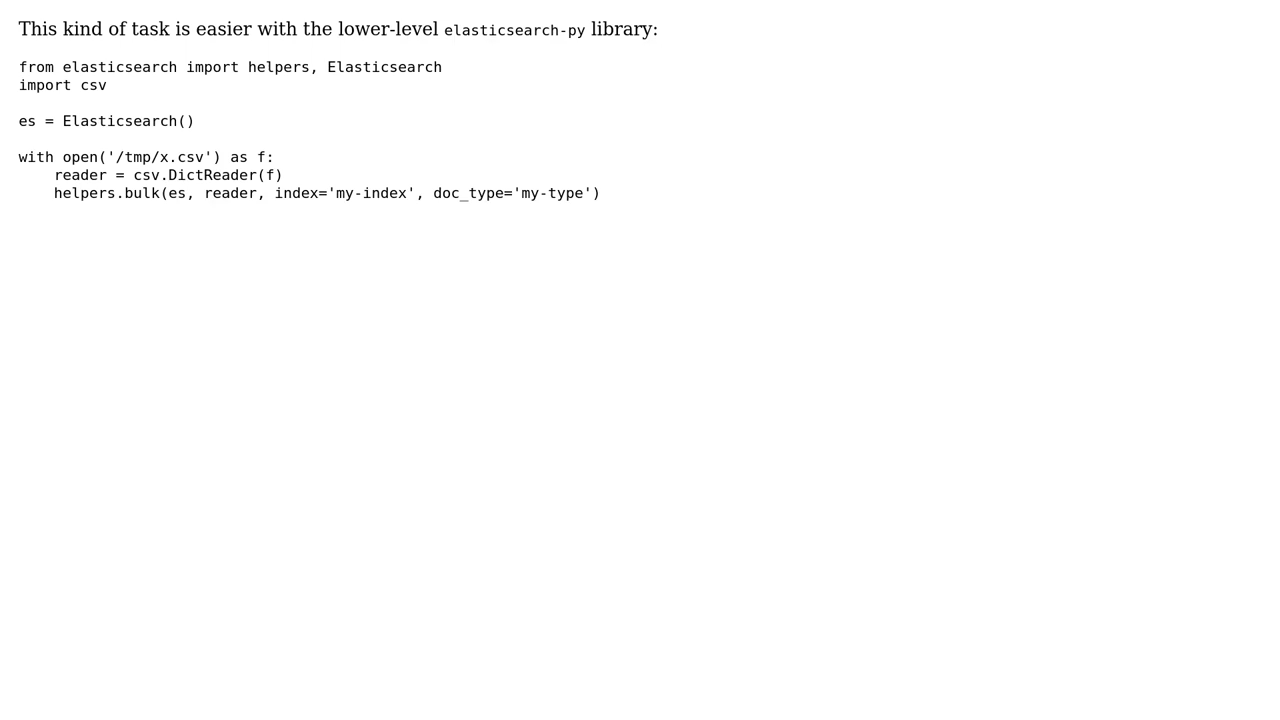 This kind of task is easier with the lower-level elasticsearch-py library:
from elasticsearch import helpers, Elasticsearch
import csv
es = Elasticsearch()
with open('/tmp/x.csv') as f:
    reader = csv.DictReader(f)
    helpers.bulk(es, reader, index='my-index', doc_type='my-type')